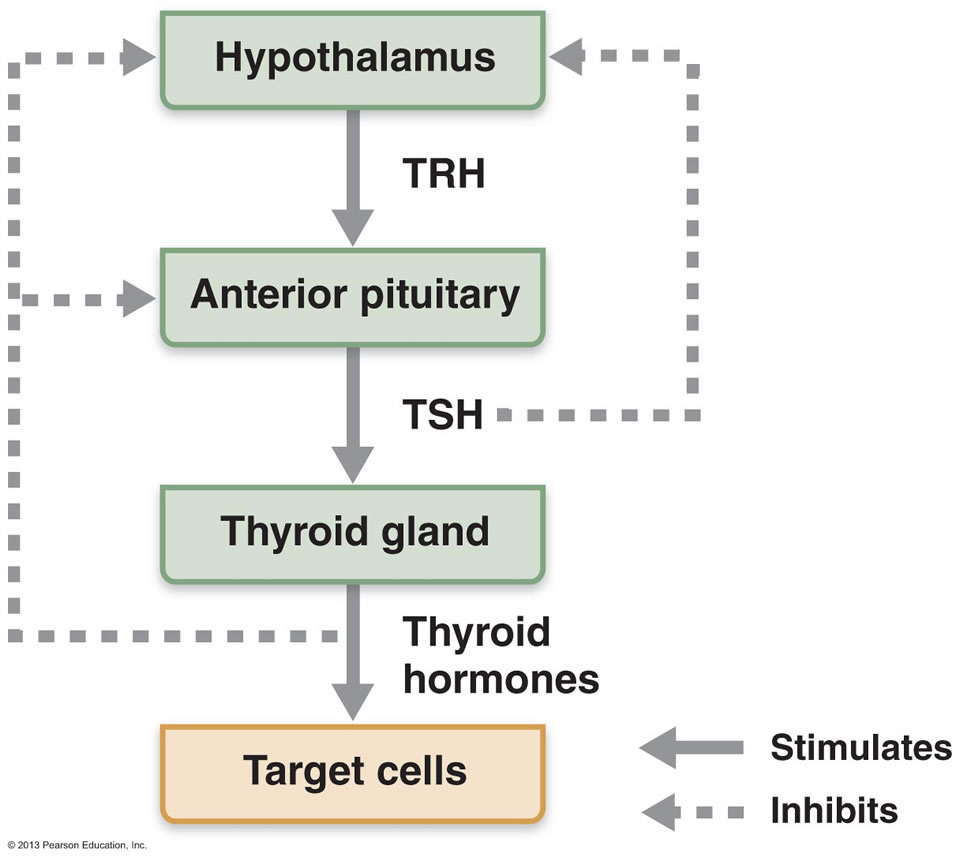 Hypothalamus
TRH
Anterior pituitary
TSH
Thyroid gland
Thyroid
hormones
Target cells
Stimulates
Inhibits
© 2013 Pearson Education, Inc.